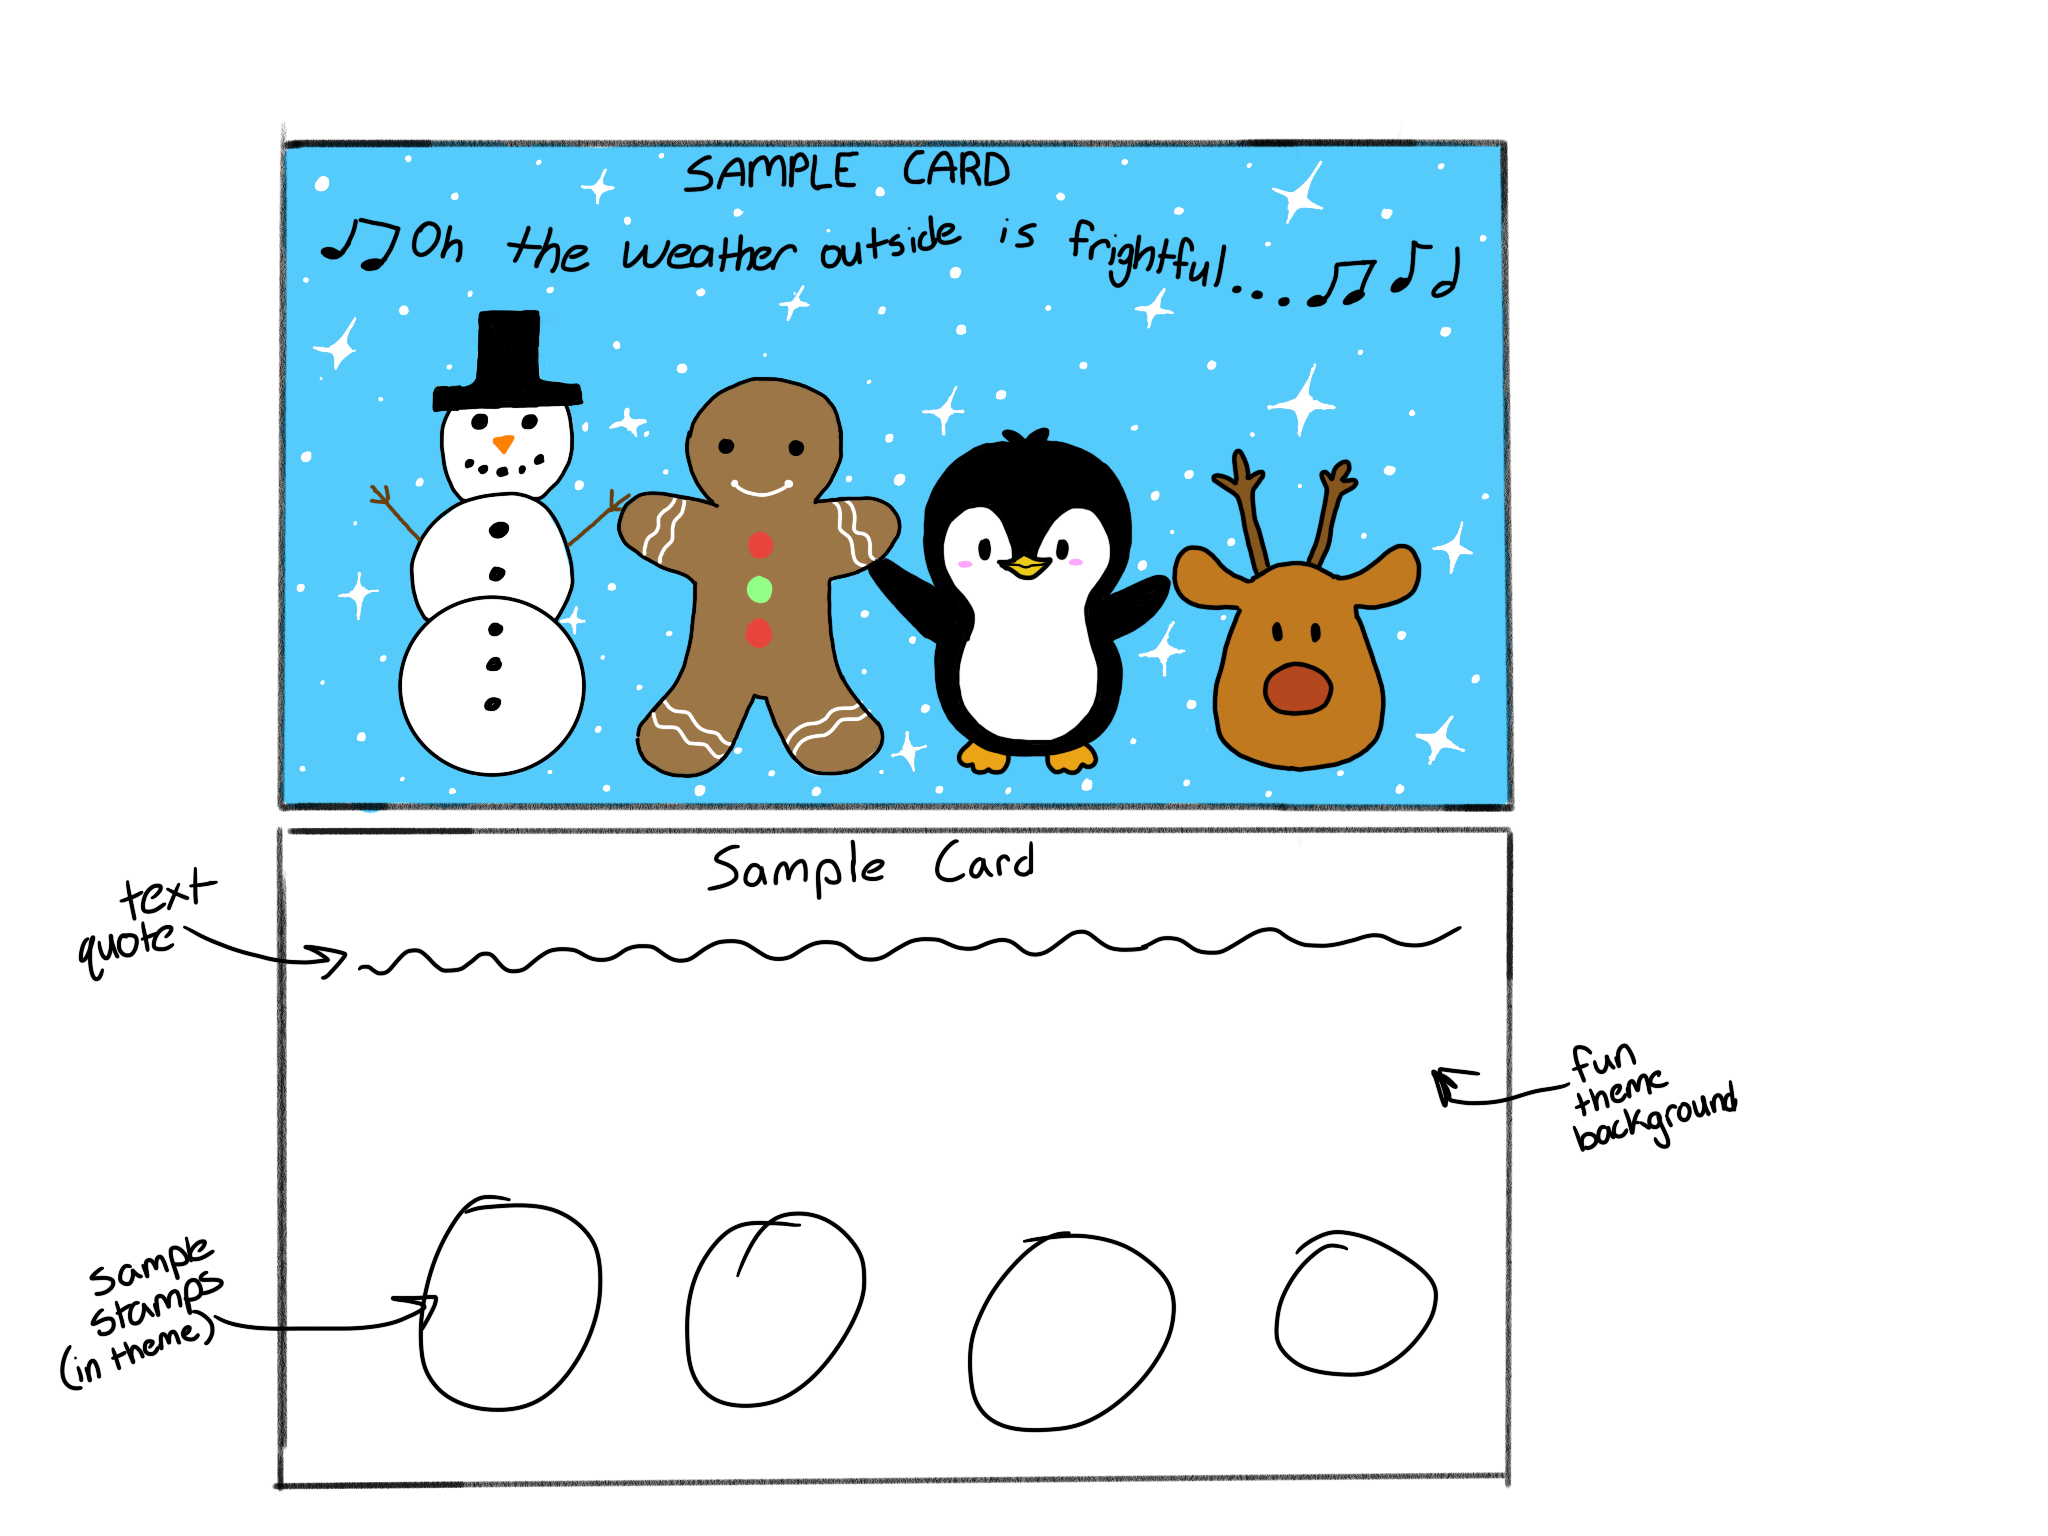 SAMPLE CARD
Oh the weather outside is frightful...
Sample Card
text
quote
fun
theme
background
sample
stamps
(in theme)